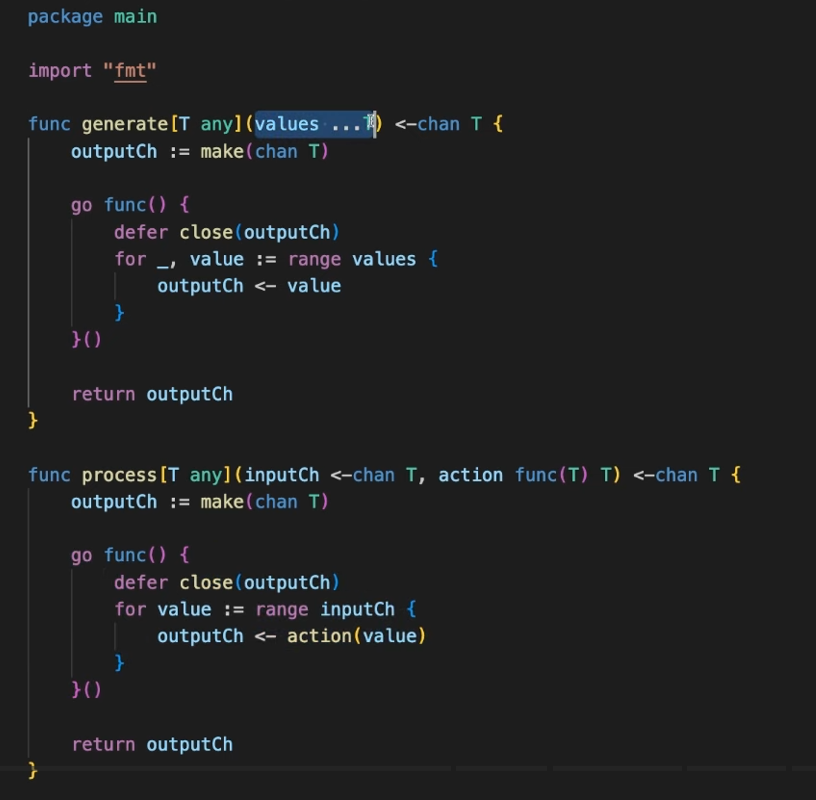 package main
import "fmt"
func generate[T any](values ...T) <-chan T {
outputCh := make(chan T)
go func() {
defer close(outputCh)
for _, value := range values {
outputCh <- value
}
}()
return outputCh
}
func process[T any](inputCh <-chan T, action func(T) T) <-chan T {
outputCh := make(chan T)
go func() {
defer close(outputCh)
for value := range inputCh {
outputCh <- action(value)
}
}()
return outputCh
}